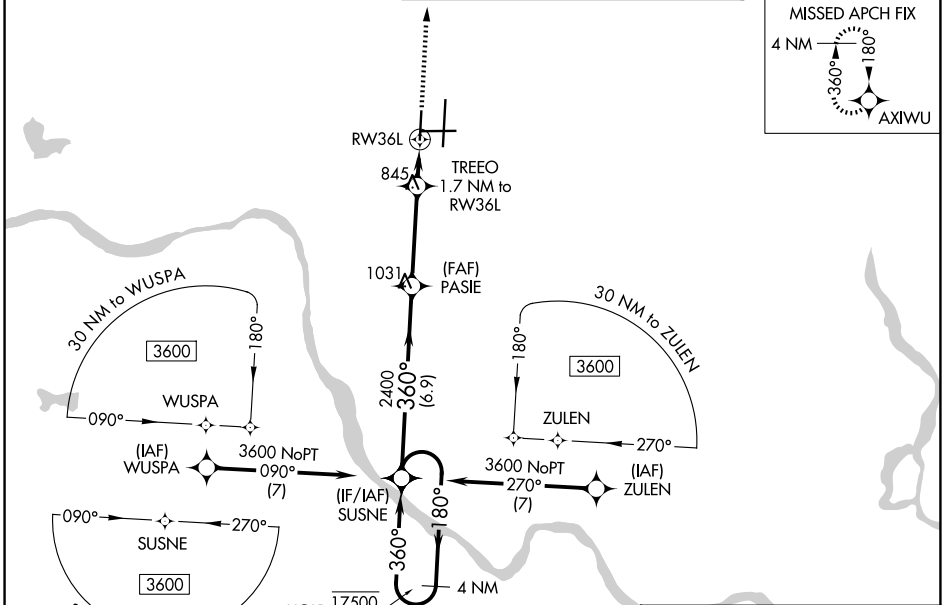 MISSED APCH FIX
4 NM
180°
360°
AXIWU
RW36L
845
TREEO
1.7 NM to
RW36L
1031
(FAF)
PASIE
30 NM to WUSPA
180°
3600
WUSPA
090°
30 NM to ZULEN
180°
3600
ZULEN
270°
2400
360°
(6.9)
(IAF)
WUSPA
3600 NoPT
090°
(7)
(IF/IAF)
SUSNE
3600 NoPT
270°
(7)
(IAF)
ZULEN
360°
180°
4 NM
090°
270°
SUSNE
3600
17500